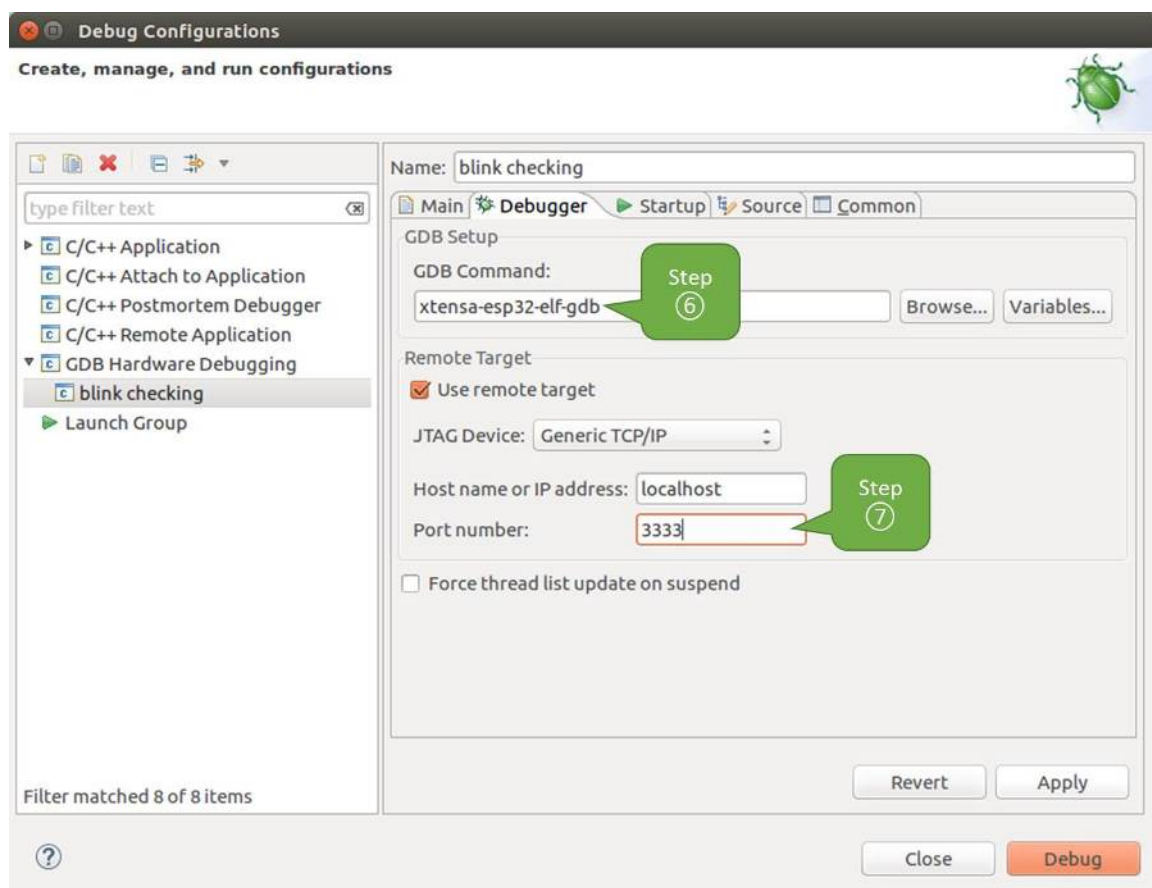 Debug Configurations
Create, manage, and run configurations
type filter text
C/C++ Application
C/C++ Attach to Application
C/C++ Postmortem Debugger
C/C++ Remote Application
GDB Hardware Debugging
blink checking
Launch Group
Filter matched 8 of 8 items
Name: blink checking
Main Debugger Startup Source Common
GDB Setup
GDB Command:
xtensa-esp32-elf-gdb Browse... Variables...
Step
⑥
Remote Target
Use remote target
JTAG Device: Generic TCP/IP
Host name or IP address: localhost
Port number: 3333
Step
⑦
Force thread list update on suspend
Revert Apply
? Close Debug